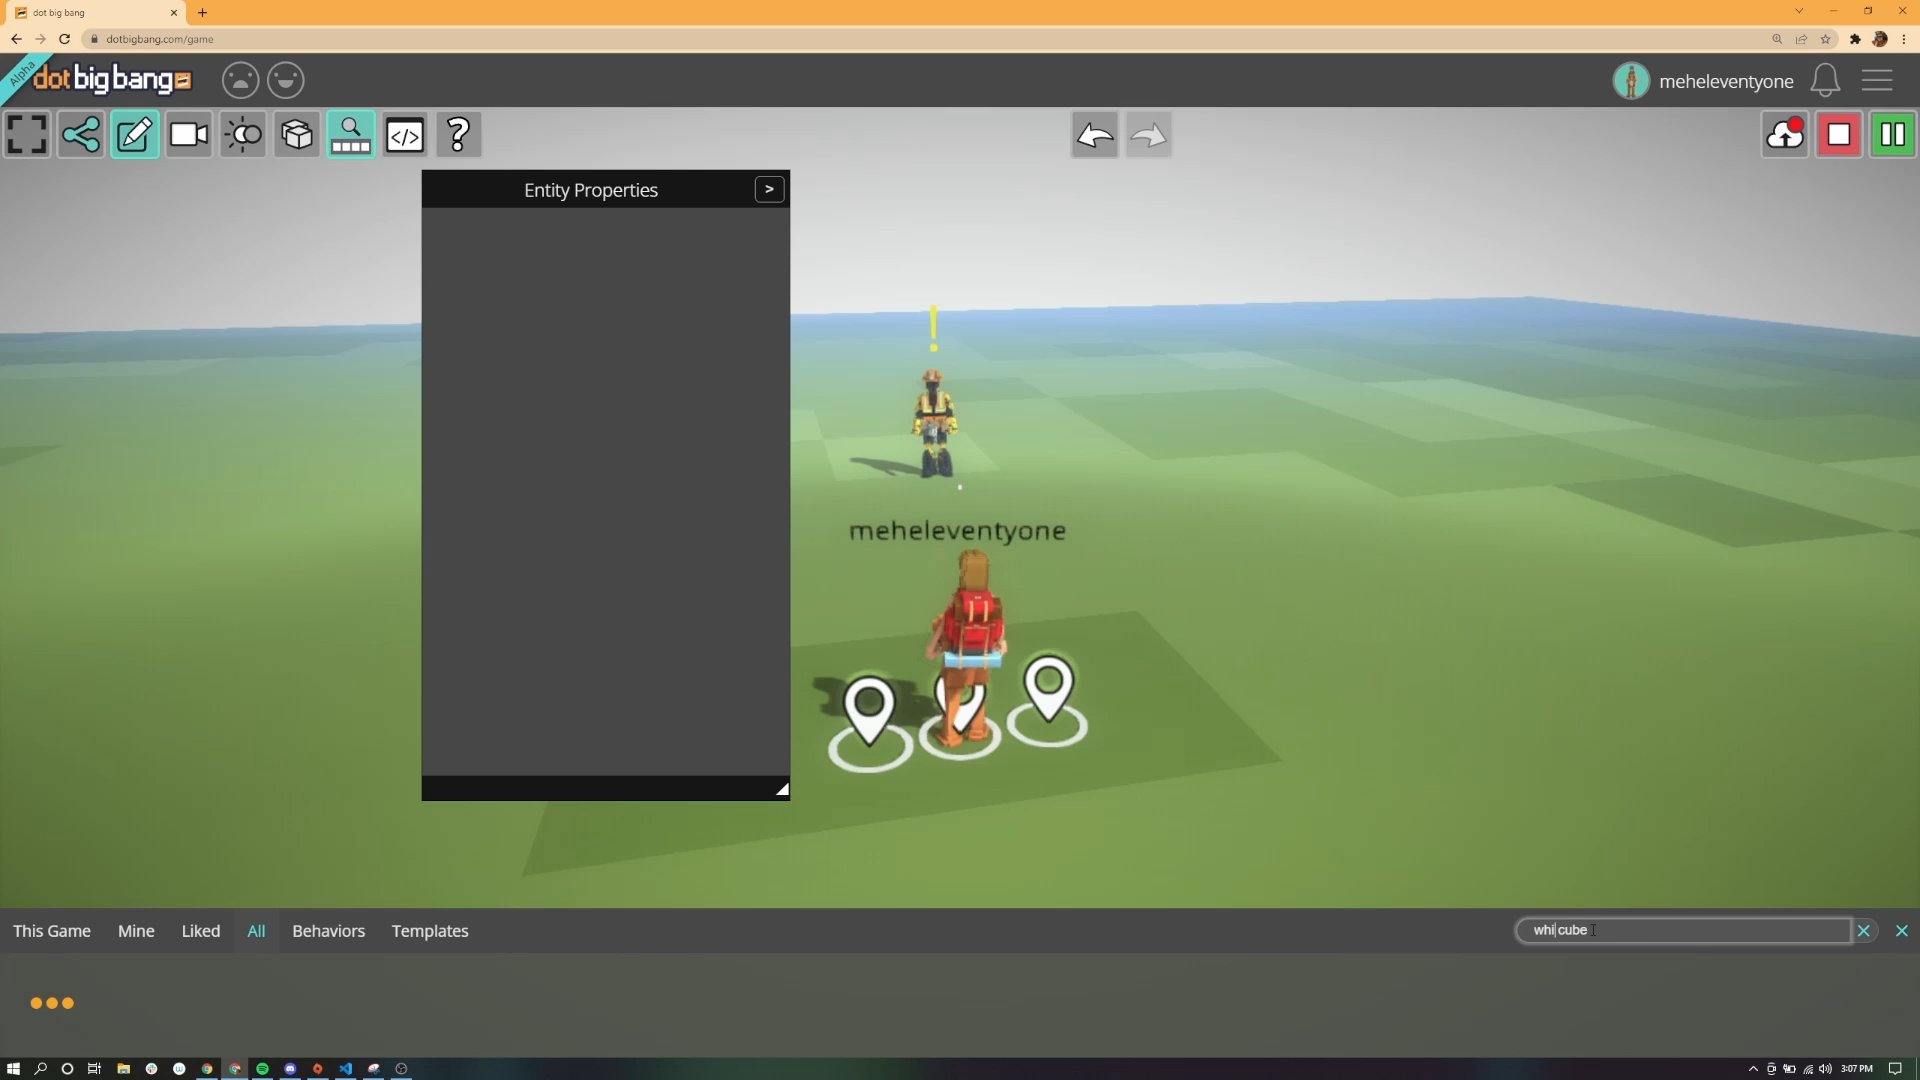 dot big bang
dotbigbang.com/game
Alpha
dot big bang
meheleventyone
</>
?
Entity Properties >
!
meheleventyone
This Game Mine Liked All Behaviors Templates
whi cube
3:07 PM